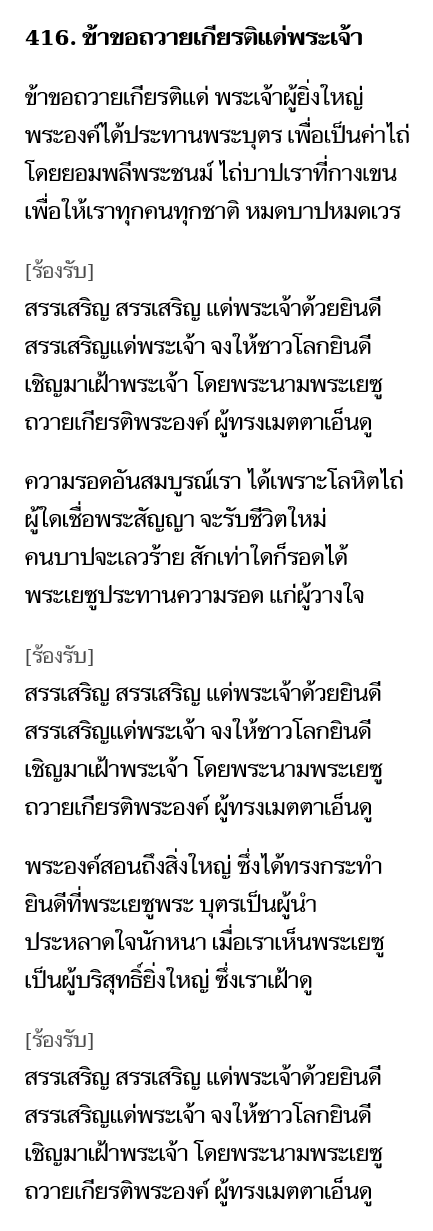 416. ข้าขอถวายเกียรติแด่พระเจ้า
ข้าขอถวายเกียรติแด่ พระเจ้าผู้ยิ่งใหญ่
พระองค์ได้ประทานพระบุตร เพื่อเป็นค่าไถ่
โดยยอมพลีพระชนม์ ไถ่บาปเราที่กางเขน
เพื่อให้เราทุกคนทุกชาติ หมดบาปหมดเวร
[ร้องรับ]
สรรเสริญ สรรเสริญ แด่พระเจ้าด้วยยินดี
สรรเสริญแด่พระเจ้า จงให้ชาวโลกยินดี
เชิญมาเฝ้าพระเจ้า โดยพระนามพระเยซู
ถวายเกียรติพระองค์ ผู้ทรงเมตตาเอ็นดู
ความรอดอันสมบูรณ์เรา ได้เพราะโลหิตไถ่
ผู้ใดเชื่อพระสัญญา จะรับชีวิตใหม่
คนบาปจะเลวร้าย สักเท่าใดก็รอดได้
พระเยซูประทานความรอด แก่ผู้วางใจ
[ร้องรับ]
สรรเสริญ สรรเสริญ แด่พระเจ้าด้วยยินดี
สรรเสริญแด่พระเจ้า จงให้ชาวโลกยินดี
เชิญมาเฝ้าพระเจ้า โดยพระนามพระเยซู
ถวายเกียรติพระองค์ ผู้ทรงเมตตาเอ็นดู
พระองค์สอนถึงสิ่งใหญ่ ซึ่งได้ทรงกระทำ
ยินดีที่พระเยซูพระ บุตรเป็นผู้นำ
ประหลาดใจนักหนา เมื่อเราเห็นพระเยซู
เป็นผู้บริสุทธิ์ยิ่งใหญ่ ซึ่งเราเฝ้าดู
[ร้องรับ]
สรรเสริญ สรรเสริญ แด่พระเจ้าด้วยยินดี
สรรเสริญแด่พระเจ้า จงให้ชาวโลกยินดี
เชิญมาเฝ้าพระเจ้า โดยพระนามพระเยซู
ถวายเกียรติพระองค์ ผู้ทรงเมตตาเอ็นดู